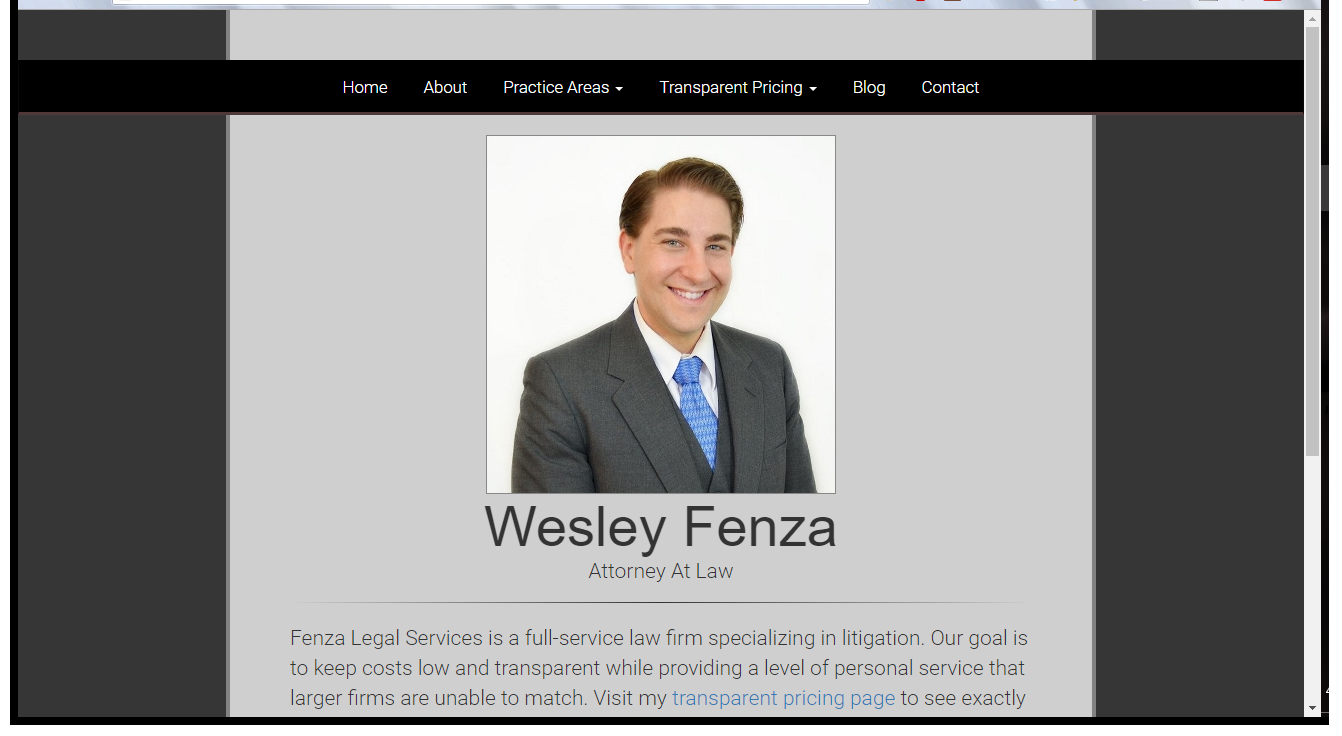 Home About Practice Areas Transparent Pricing Blog Contact
Wesley Fenza
Attorney At Law
Fenza Legal Services is a full-service law firm specializing in litigation. Our goal is
to keep costs low and transparent while providing a level of personal service that
larger firms are unable to match. Visit my transparent pricing page to see exactly